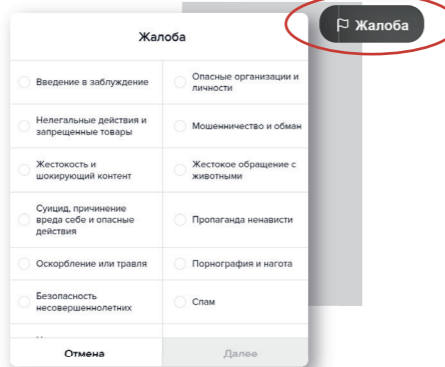 Жалоба
Жалоба
Введение в заблуждение
Опасные организации и
личности
Нелегальные действия и
запрещенные товары
Мошенничество и обман
Жестокость и
шокирующий контент
Жестокое обращение с
животными
Суицид, причинение
вреда себе и опасные
действия
Пропаганда ненависти
Оскорбление или травля
Порнография и нагота
Безопасность
несовершеннолетних
Спам
Отмена
Далее